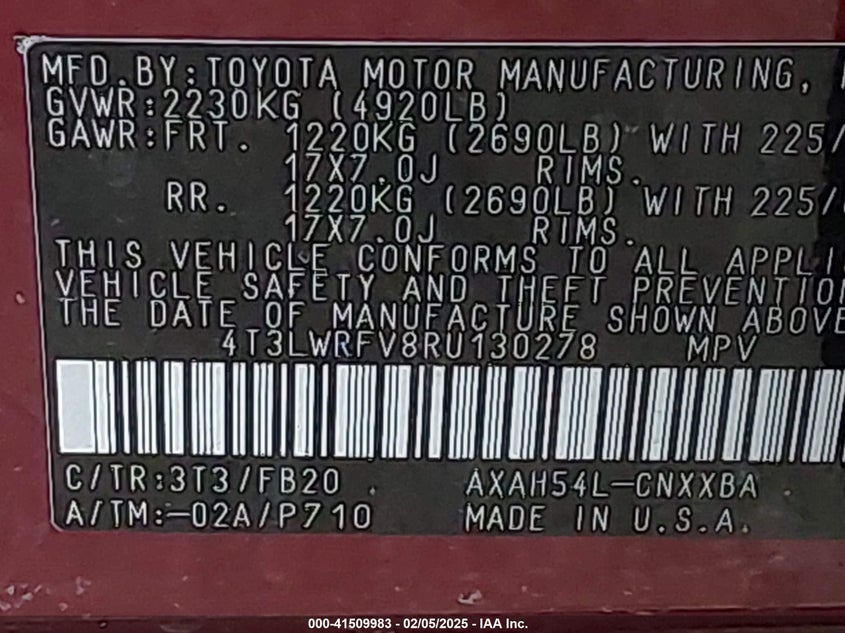 MFD.BY:TOYOTA MOTOR MANUFACTURING,
GVWR:2230KG (4920LB)
GAWR:FRT. 1220KG (2690LB) WITH 225/
17X7.0J RIMS.
RR. 1220KG (2690LB) WITH 225/
17X7.0J RIMS.
THIS VEHICLE CONFORMS TO ALL APPLI
VEHICLE SAFETY AND THEFT PREVENTION
THE DATE OF MANUFACTURE SHOWN ABOVE
4T3LWRFV8RU130278 MPV
C/TR:3T3/FB20 AXAH54L-CNXXBA
A/TM:-02A/P710 MADE IN U.S.A.
000-41509983 - 02/05/2025 - IAA Inc.